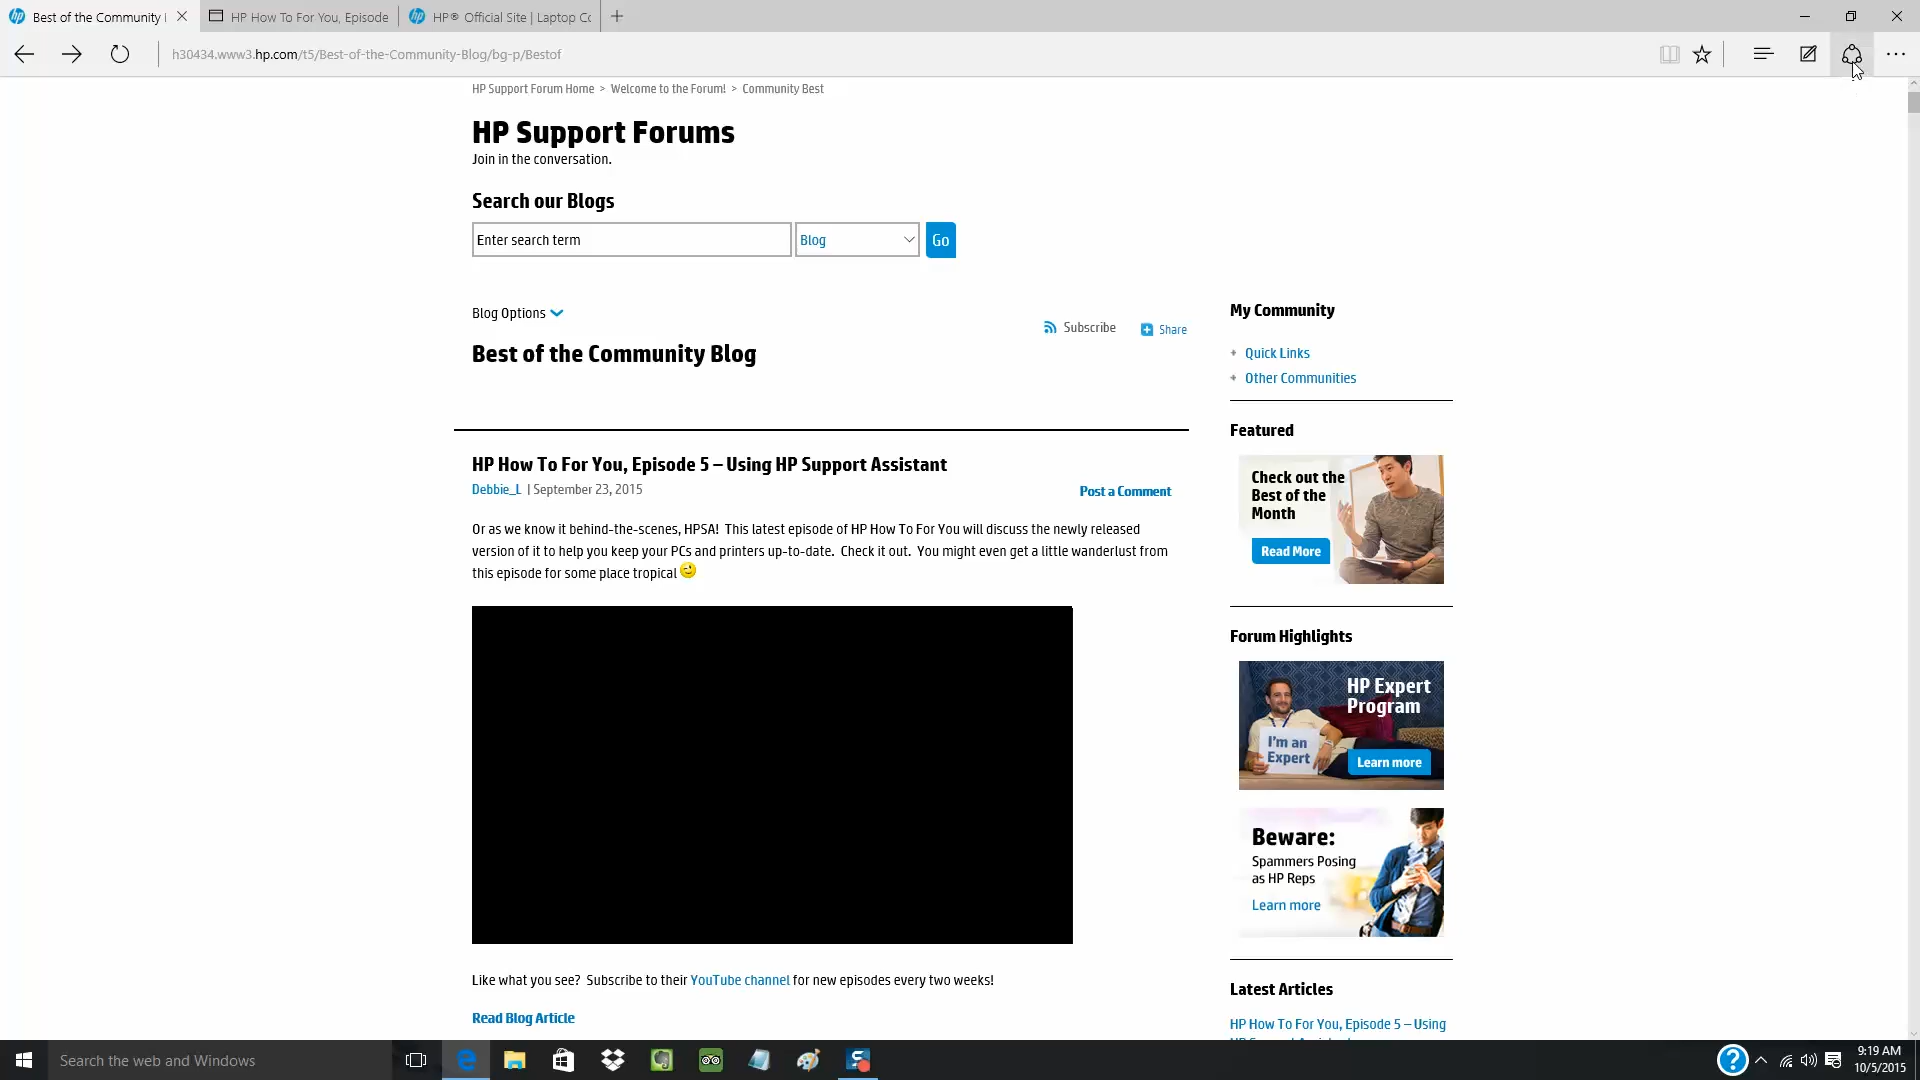 Best of the Community
HP How To For You, Episode
HP® Official Site | Laptop Co
h30434.www3.hp.com/t5/Best-of-the-Community-Blog/bg-p/Bestof
HP Support Forum Home > Welcome to the Forum! > Community Best
HP Support Forums
Join in the conversation.
Search our Blogs
Enter search term
Blog
Go
Blog Options
Subscribe
Share
Best of the Community Blog
HP How To For You, Episode 5 – Using HP Support Assistant
Debbie_L | September 23, 2015
Post a Comment
Or as we know it behind-the-scenes, HPSA! This latest episode of HP How To For You will discuss the newly released
version of it to help you keep your PCs and printers up-to-date. Check it out. You might even get a little wanderlust from
this episode for some place tropical
Like what you see? Subscribe to their YouTube channel for new episodes every two weeks!
Read Blog Article
My Community
Quick Links
Other Communities
Featured
Check out the
Best of the
Month
Read More
Forum Highlights
HP Expert
Program
I'm an
Expert
Learn more
Beware:
Spammers Posing
as HP Reps
Learn more
Latest Articles
HP How To For You, Episode 5 – Using
Search the web and Windows
9:19 AM
10/5/2015